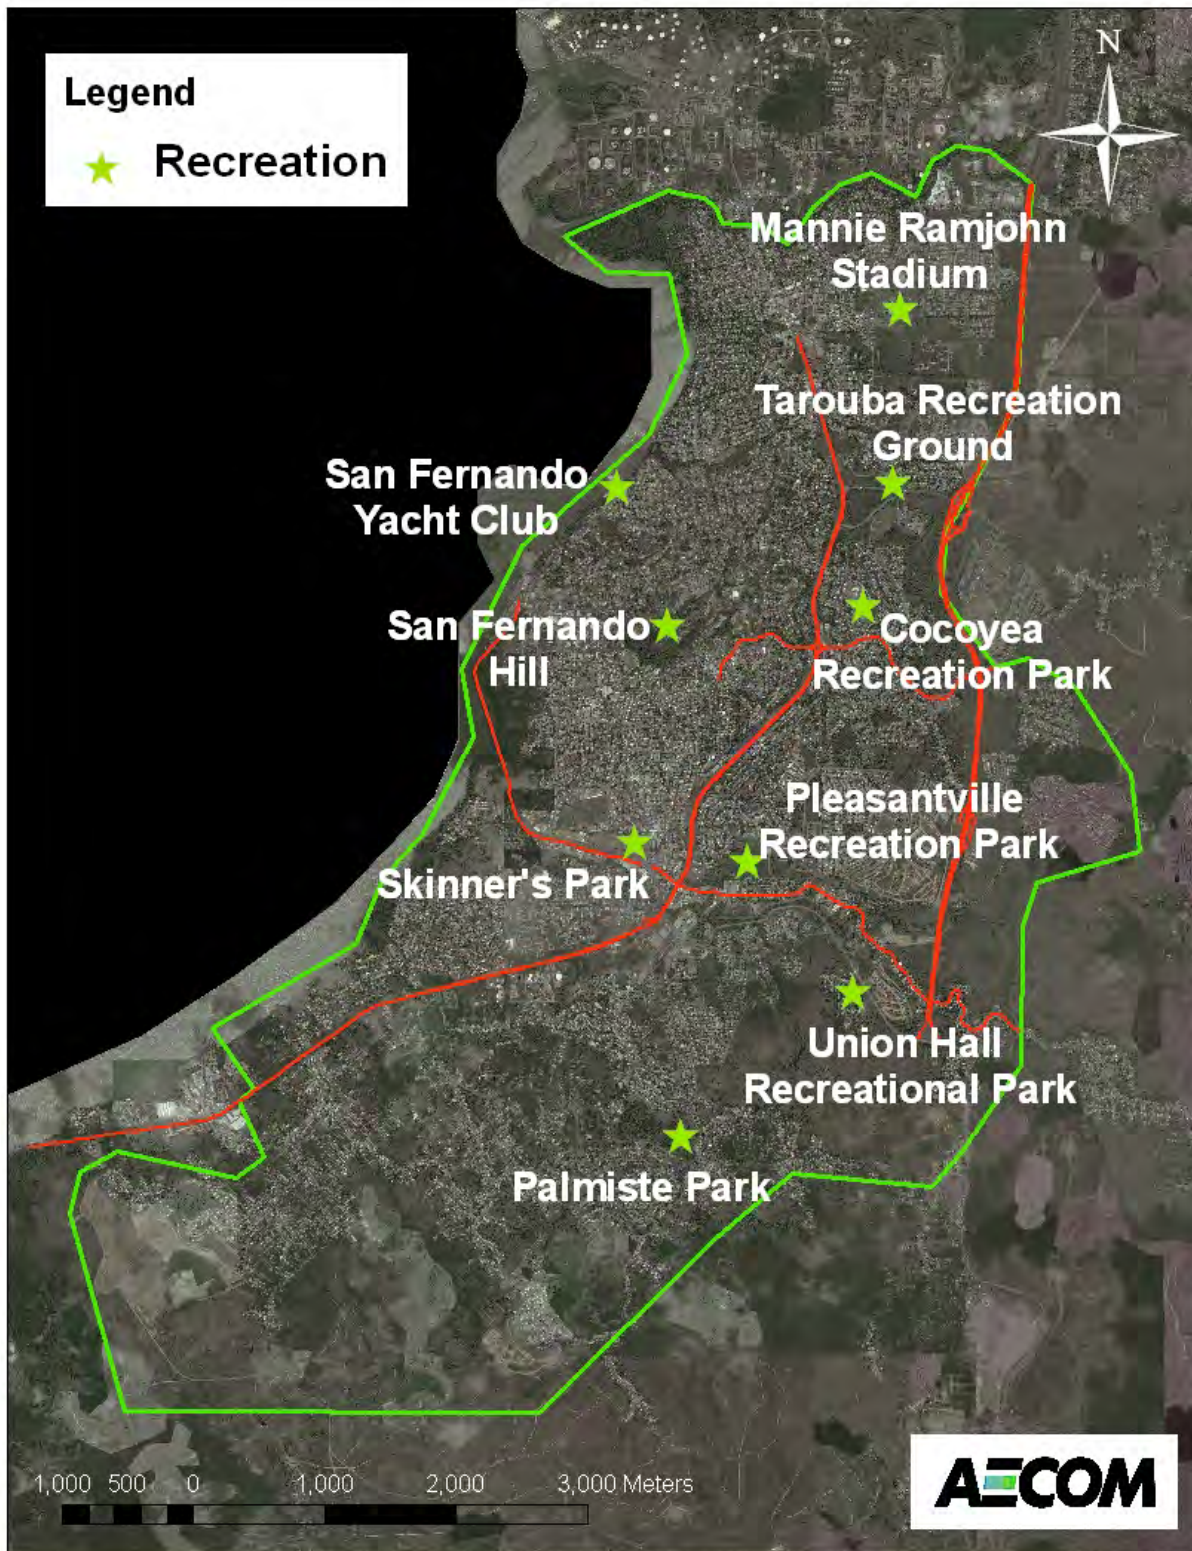 Legend
Recreation
N
Mannie Ramjohn
Stadium
Tarouba Recreation
Ground
San Fernando
Yacht Club
San Fernando
Hill
Cocoyea
Recreation Park
Pleasantville
Recreation Park
Skinner's Park
Union Hall
Recreational Park
Palmiste Park
1,000 500 0 1,000 2,000 3,000 Meters
AECOM